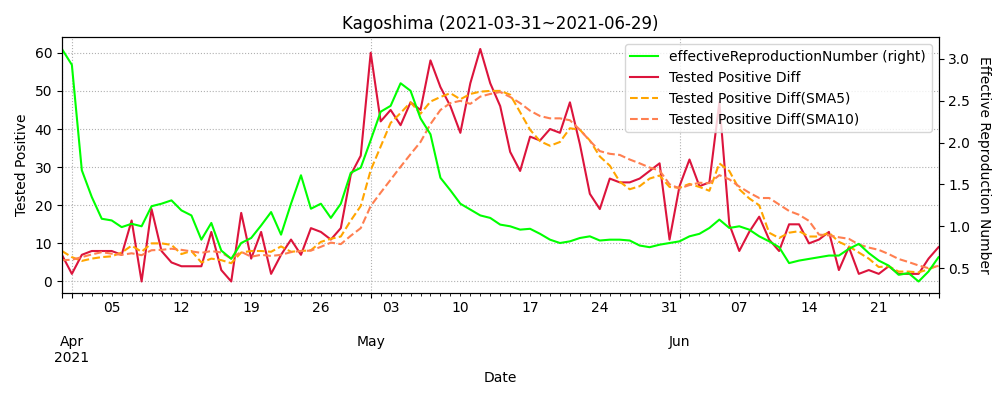 Kagoshima (2021-03-31~2021-06-29)
effectiveReproductionNumber (right)
Tested Positive Diff
Tested Positive Diff(SMA5)
Tested Positive Diff(SMA10)
Tested Positive
60
50
40
30
20
10
0
3.0
2.5
2.0
1.5
1.0
0.5
Effective Reproduction Number
05 12 19 26 03 10 17 24 31 07 14 21
Apr May Jun
2021
Date